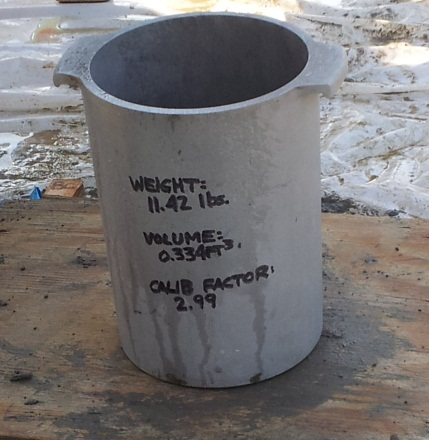 WEIGHT:
11.42 lbs.
VOLUME:
0.334FT3.
CALIB FACTOR:
2.99